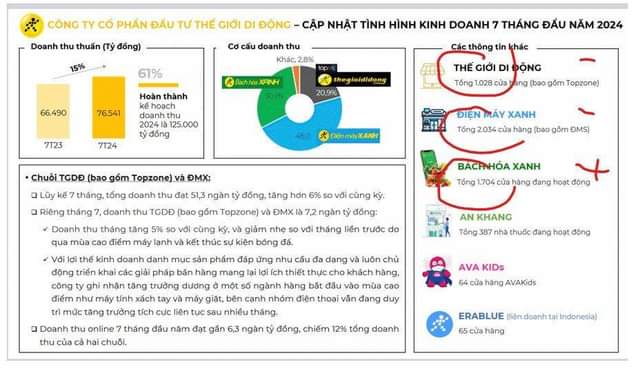 CÔNG TY CỔ PHẦN ĐẦU TƯ THẾ GIỚI DI ĐỘNG – CẬP NHẬT TÌNH HÌNH KINH DOANH 7 THÁNG ĐẦU NĂM 2024
Doanh thu thuần (Tỷ đồng)
15%
66.490
76.541
7T23
7T24
61%
Hoàn thành
kế hoạch
doanh thu
2024 là 125.000
tỷ đồng
Cơ cấu doanh thu
Khác, 2,8%
Bách hóa XANH
thegioididong
20,9%
Điện máy XANH
• Chuỗi TGDĐ (bao gồm Topzone) và ĐMX:
❑ Lũy kế 7 tháng, tổng doanh thu đạt 51,3 ngàn tỷ đồng, tăng hơn 6% so với cùng kỳ.
❑ Riêng tháng 7, doanh thu TGDĐ (bao gồm Topzone) và ĐMX là 7,2 ngàn tỷ đồng:
✓ Doanh thu tháng tăng 5% so với cùng kỳ, và giảm nhẹ so với tháng liền trước do
qua mùa cao điểm máy lạnh và kết thúc sự kiện bóng đá.
✓ Với lợi thế kinh doanh danh mục sản phẩm đáp ứng nhu cầu đa dạng và luôn chủ
động triển khai các giải pháp bán hàng mang lại lợi ích thiết thực cho khách hàng,
công ty ghi nhận tăng trưởng dương ở một số ngành hàng bắt đầu vào mùa cao
điểm như máy tính xách tay và máy giặt, bên cạnh nhóm điện thoại vẫn đang duy
trì mức tăng trưởng tích cực liên tục sau nhiều tháng.
❑ Doanh thu online 7 tháng đầu năm đạt gần 6,3 ngàn tỷ đồng, chiếm 12% tổng doanh
thu của cả hai chuỗi.
Các thông tin khác
THẾ GIỚI DI ĐỘNG
Tổng 1.028 cửa hàng (bao gồm Topzone)
ĐIỆN MÁY XANH
Tổng 2.034 cửa hàng (bao gồm ĐMS)
BÁCH HÓA XANH
Tổng 1.704 cửa hàng đang hoạt động
AN KHANG
Tổng 387 nhà thuốc đang hoạt động
AVA KIDs
64 cửa hàng AVAKids
ERABLUE (liên doanh tại Indonesia)
65 cửa hàng